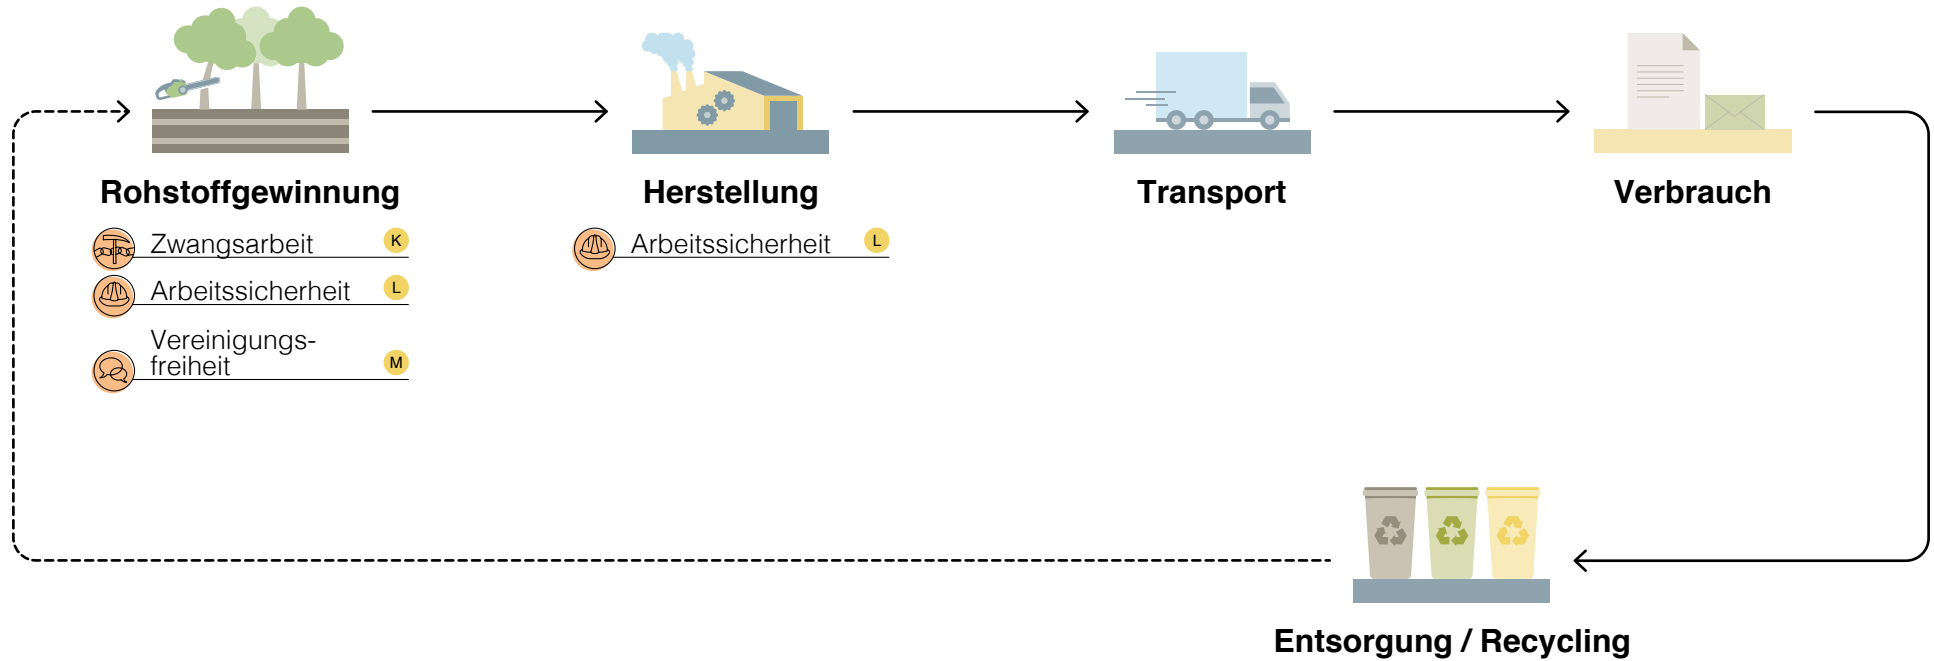 Rohstoffgewinnung
Zwangsarbeit K
Arbeitssicherheit L
Vereinigungs-
freiheit M
Herstellung
Arbeitssicherheit L
Transport
Verbrauch
Entsorgung / Recycling